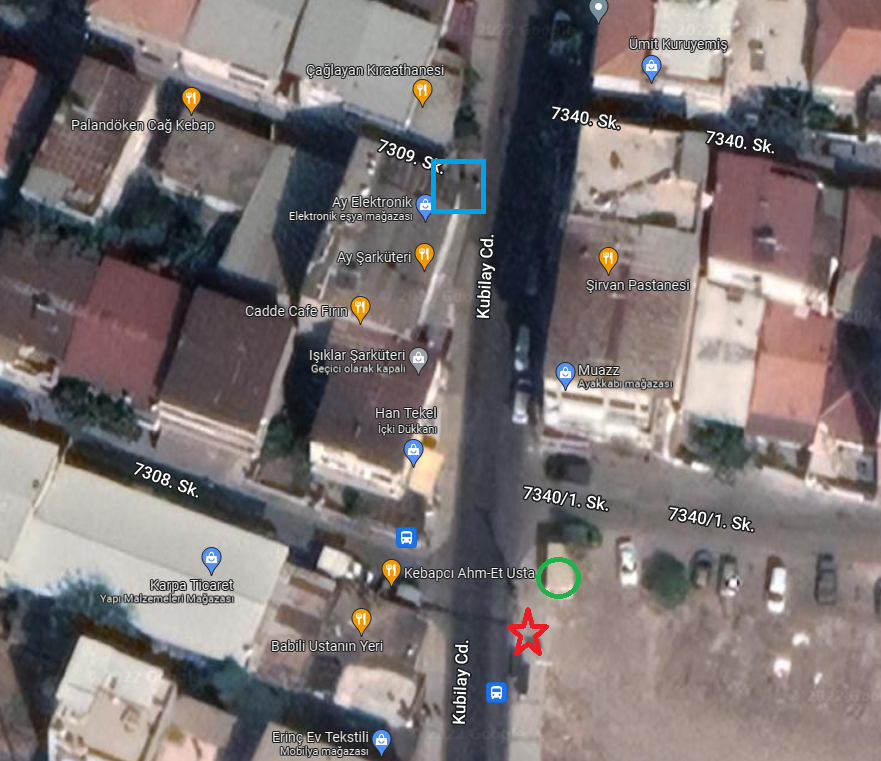 Ümit Kuruyemiş
Çağlayan Kıraathanesi
Palandöken Cağ Kebap
7340. Sk.
7340. Sk.
7309. Sk.
Ay Elektronik
Elektronik eşya mağazası
Ay Şarküteri
Kubilay Cd.
Şirvan Pastanesi
Cadde Cafe Fırın
Işıklar Şarküteri
Geçici olarak kapalı
Muazz
Ayakkabı mağazası
Han Tekel
İçki Dükkanı
7308. Sk.
7340/1. Sk.
7340/1. Sk.
Kebapcı Ahm-Et Usta
Karpa Ticaret
Yapı Malzemeleri Mağazası
Babili Ustanın Yeri
Kubilay Cd.
Erinç Ev Tekstili
Mobilya mağazası